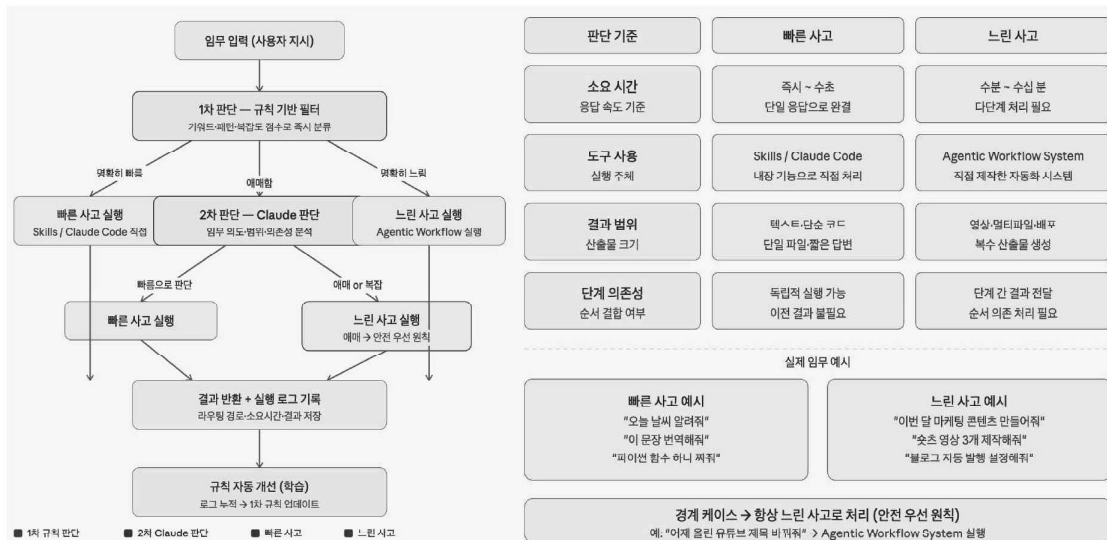 임무 입력 (사용자 지시)
1차 판단 — 규칙 기반 필터
키워드·패턴·복잡도 점수로 즉시 분류
명확히 빠름
애매함
명확히 느림
빠른 사고 실행
Skills / Claude Code 직접
2차 판단 — Claude 판단
임무 의도·범위·의존성 분석
느린 사고 실행
Agentic Workflow 실행
빠름으로 판단
애매 or 복잡
빠른 사고 실행
느린 사고 실행
애매 → 안전 우선 원칙
결과 반환 + 실행 로그 기록
라우팅 경로·소요시간·결과 저장
규칙 자동 개선 (학습)
로그 누적 → 1차 규칙 업데이트
1차 규칙 판단
2차 Claude 판단
빠른 사고
느린 사고
판단 기준
빠른 사고
느린 사고
소요 시간
응답 속도 기준
즉시 ~ 수초
단일 응답으로 완결
수분 ~ 수십 분
다단계 처리 필요
도구 사용
실행 주체
Skills / Claude Code
내장 기능으로 직접 처리
Agentic Workflow System
직접 제작한 자동화 시스템
결과 범위
산출물 크기
텍스트·단순 코드
단일 파일·짧은 답변
영상·멀티파일·배포
복수 산출물 생성
단계 의존성
순서 결합 여부
독립적 실행 가능
이전 결과 불필요
단계 간 결과 전달
순서 의존 처리 필요
실제 임무 예시
빠른 사고 예시
"오늘 날씨 알려줘"
"이 문장 번역해줘"
"파이썬 함수 하나 짜줘"
느린 사고 예시
"이번 달 마케팅 콘텐츠 만들어줘"
"숏츠 영상 3개 제작해줘"
"블로그 자동 발행 설정해줘"
경계 케이스 → 항상 느린 사고로 처리 (안전 우선 원칙)
예: "어제 올린 유튜브 제목 바꿔줘" → Agentic Workflow System 실행